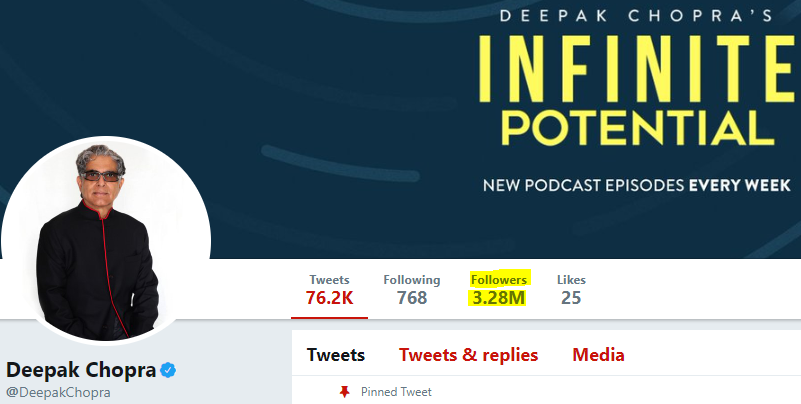 DEEPAK CHOPRA'S
INFINITE
POTENTIAL
NEW PODCAST EPISODES EVERY WEEK
Tweets Following Followers Likes
76.2K 768 3.28M 25
Deepak Chopra
@DeepakChopra
Tweets Tweets & replies Media
Pinned Tweet